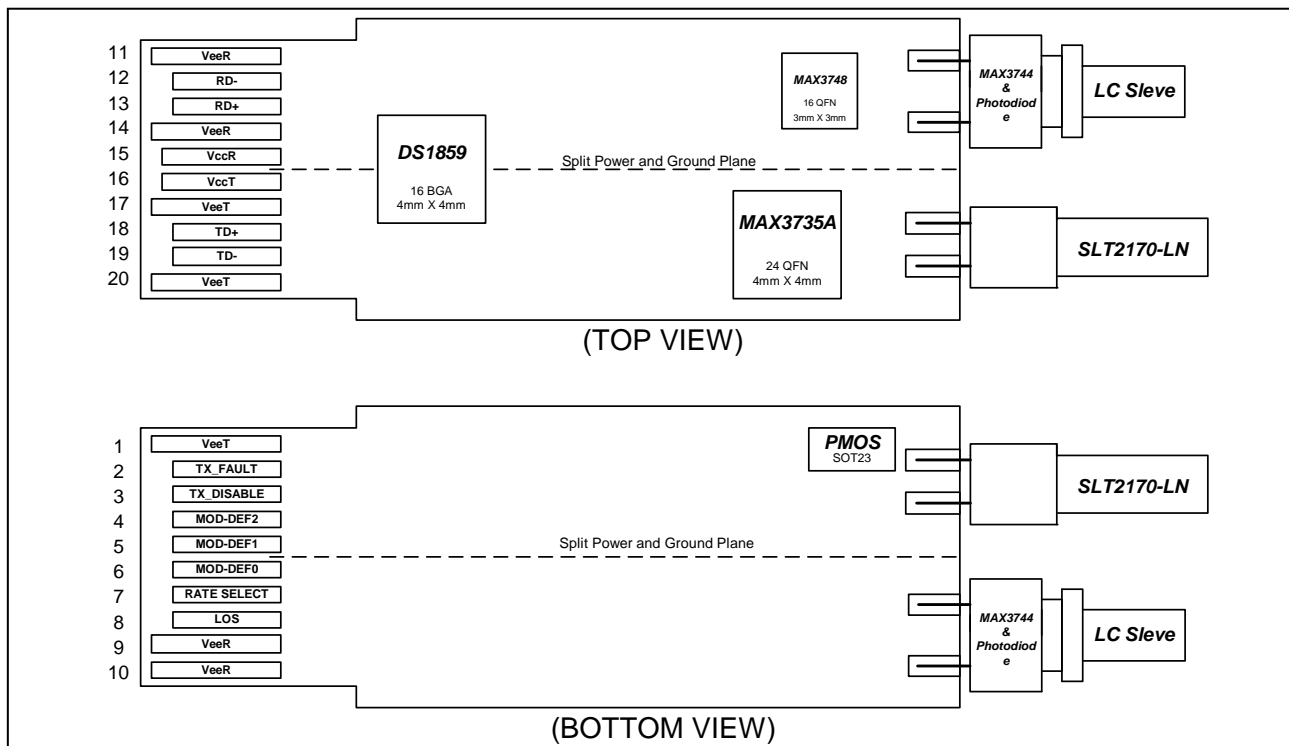 11 VeeR
12 RD-
13 RD+
14 VeeR
15 VccR
16 VccT
17 VeeT
18 TD+
19 TD-
20 VeeT
DS1859
16 BGA
4mm X 4mm
Split Power and Ground Plane
MAX3748
16 QFN
3mm X 3mm
MAX3735A
24 QFN
4mm X 4mm
MAX3744
&
Photodiod
e
LC Sleve
SLT2170-LN
(TOP VIEW)
1 VeeT
2 TX_FAULT
3 TX_DISABLE
4 MOD-DEF2
5 MOD-DEF1
6 MOD-DEF0
7 RATE SELECT
8 LOS
9 VeeR
10 VeeR
Split Power and Ground Plane
PMOS
SOT23
SLT2170-LN
MAX3744
&
Photodiod
e
LC Sleve
(BOTTOM VIEW)